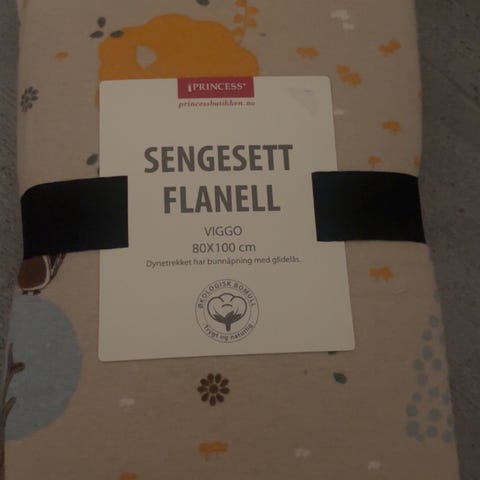 PRINCESS®
princessbutikken.no
SENGESETT
FLANELL
VIGGO
80X100 cm
Dynetrekket har bunnåpning med glidelås.
ØKOLOGISK BOMULL
Trygt og naturlig